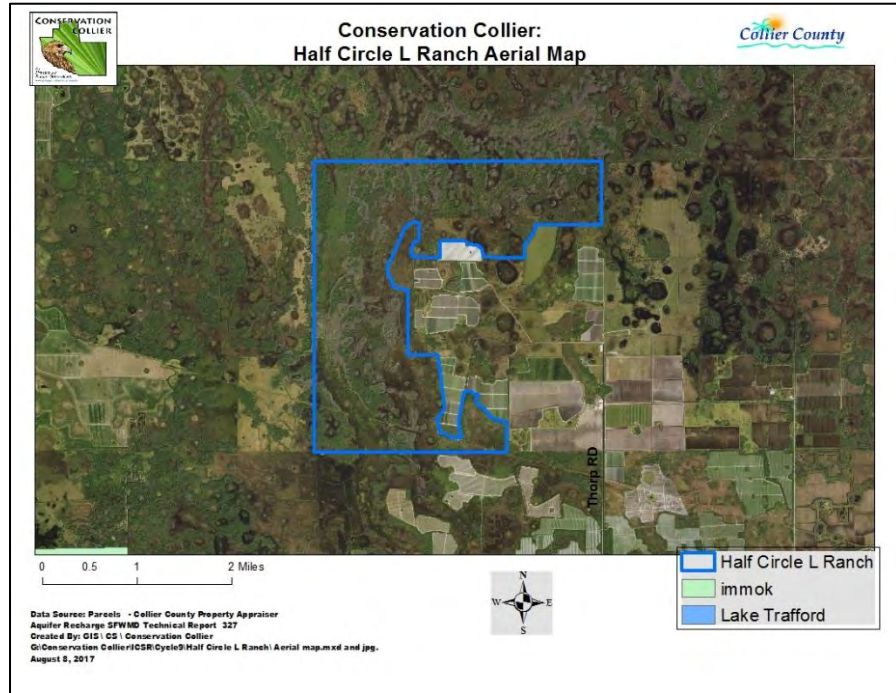 CONSERVATION
COLLIER
Conservation Collier:
Half Circle L Ranch Aerial Map
Collier County
Thorp RD
0 0.5 1 2 Miles
N
W E
S
Half Circle L Ranch
immok
Lake Trafford
Data Source: Parcels - Collier County Property Appraiser
Aquifer Recharge SFWMD Technical Report 327
Created By: GIS \ CS \ Conservation Collier
G:\Conservation Collier\ICSR\Cycle9\Half Circle L Ranch\ Aerial map.mxd and jpg.
August 8, 2017